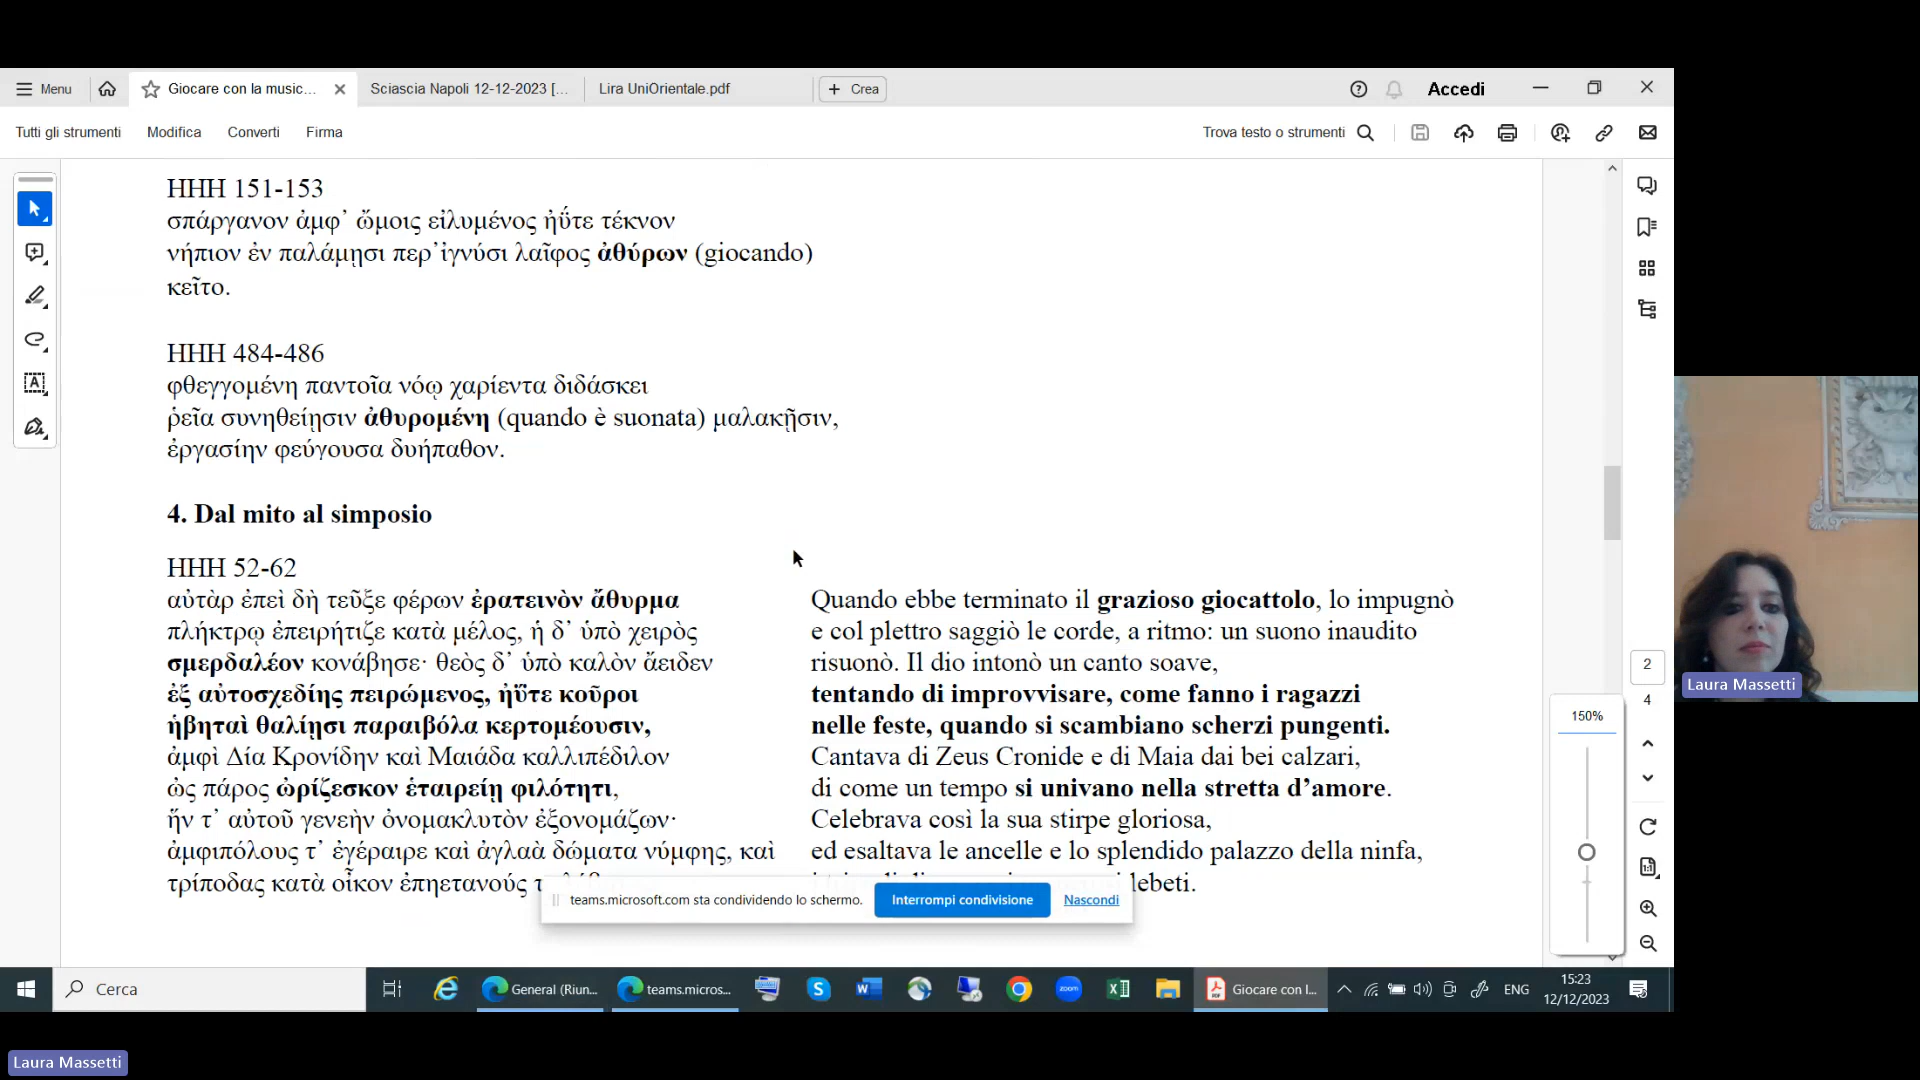 Menu
Giocare con la music...
Sciascia Napoli 12-12-2023 [...
Lira UniOrientale.pdf
Crea
Accedi
Tutti gli strumenti
Modifica
Converti
Firma
Trova testo o strumenti
HHH 151-153
σπάργανον ἀμφ᾽ ὤμοις εἰλυμένος ἠΰτε τέκνον
νήπιον ἐν παλάμῃσι περ᾽ἰγνύσι λαῖφος ἀθύρων (giocando)
κεῖτο.
HHH 484-486
φθεγγομένη παντοῖα νόῳ χαρίεντα διδάσκει
ῥεῖα συνηθείῃσιν ἀθυρομένη (quando è suonata) μαλακῇσιν,
ἐργασίην φεύγουσα δυήπαθον.
4. Dal mito al simposio
HHH 52-62
αὐτὰρ ἐπεὶ δὴ τεῦξε φέρων ἐρατεινὸν ἄθυρμα
πλήκτρῳ ἐπειρήτιζε κατὰ μέλος, ἡ δ᾽ ὑπὸ χειρὸς
σμερδαλέον κονάβησε· θεὸς δ᾽ ὑπὸ καλὸν ἄειδεν
ἐξ αὐτοσχεδίης πειρώμενος, ἠΰτε κοῦροι
ἡβηταὶ θαλίῃσι παραιβόλα κερτομέουσιν,
ἀμφὶ Δία Κρονίδην καὶ Μαιάδα καλλιπέδιλον
ὡς πάρος ὠρίζεσκον ἑταιρείῃ φιλότητι,
ἥν τ᾽ αὐτοῦ γενεὴν ὀνομακλυτὸν ἐξονομάζων·
ἀμφιπόλους τ᾽ ἐγέραιρε καὶ ἀγλαὰ δώματα νύμφης, καὶ
τρίποδας κατὰ οἶκον ἐπηετανούς
Quando ebbe terminato il grazioso giocattolo, lo impugnò
e col plettro saggiò le corde, a ritmo: un suono inaudito
risuonò. Il dio intonò un canto soave,
tentando di improvvisare, come fanno i ragazzi
nelle feste, quando si scambiano scherzi pungenti.
Cantava di Zeus Cronide e di Maia dai bei calzari,
di come un tempo si univano nella stretta d’amore.
Celebrava così la sua stirpe gloriosa,
ed esaltava le ancelle e lo splendido palazzo della ninfa,
lebeti.
teams.microsoft.com sta condividendo lo schermo.
Interrompi condivisione
Nascondi
2
4
150%
Laura Massetti
Cerca
General (Riun...
teams.micros...
Giocare con l...
ENG
15:23
12/12/2023
Laura Massetti